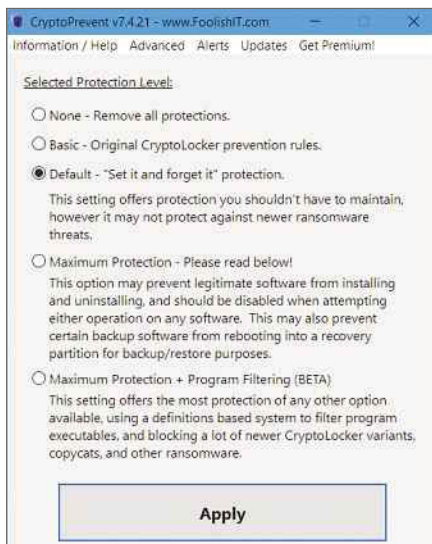 CryptoPrevent v7.4.21 - www.FoolishIT.com
Information / Help Advanced Alerts Updates Get Premium!
Selected Protection Level:
None - Remove all protections.
Basic - Original CryptoLocker prevention rules.
Default - "Set it and forget it" protection.
This setting offers protection you shouldn't have to maintain,
however it may not protect against newer ransomware
threats.
Maximum Protection - Please read below!
This option may prevent legitimate software from installing
and uninstalling, and should be disabled when attempting
either operation on any software. This may also prevent
certain backup software from rebooting into a recovery
partition for backup/restore purposes.
Maximum Protection + Program Filtering (BETA)
This setting offers the most protection of any other option
available, using a definitions based system to filter program
executables, and blocking a lot of newer CryptoLocker variants,
copycats, and other ransomware.
Apply